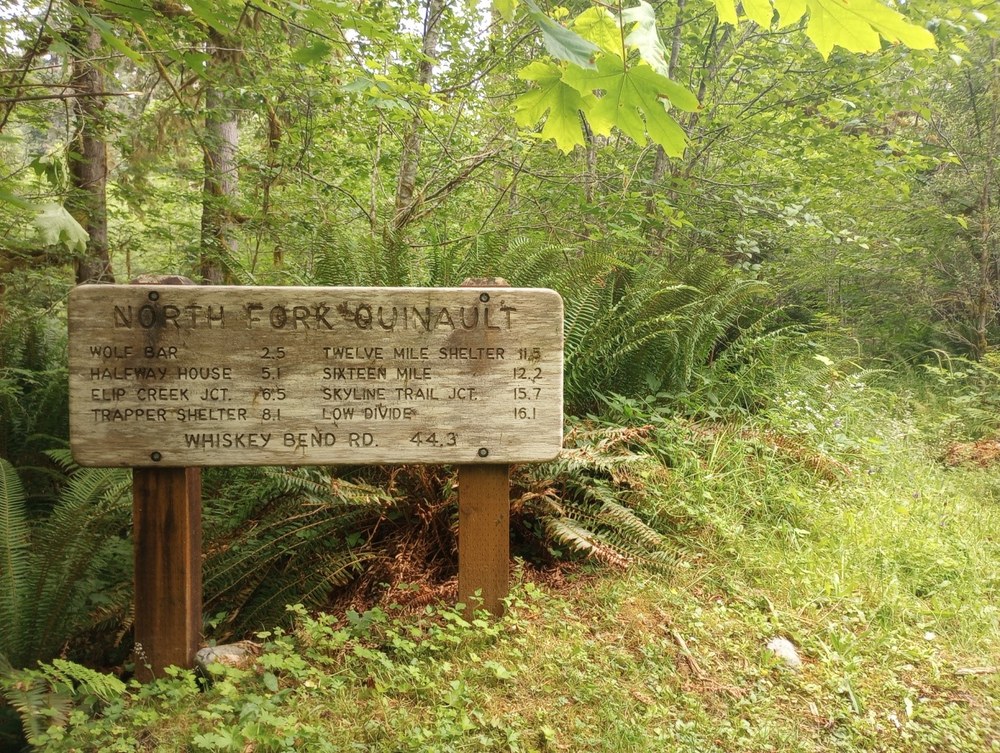 NORTH FORK QUINAULT
WOLF BAR 2.5 TWELVE MILE SHELTER 11.5
HALFWAY HOUSE 5.1 SIXTEEN MILE 12.2
ELIP CREEK JCT. 6.5 SKYLINE TRAIL JCT. 15.7
TRAPPER SHELTER 8.1 LOW DIVIDE 16.1
WHISKEY BEND RD. 44.3